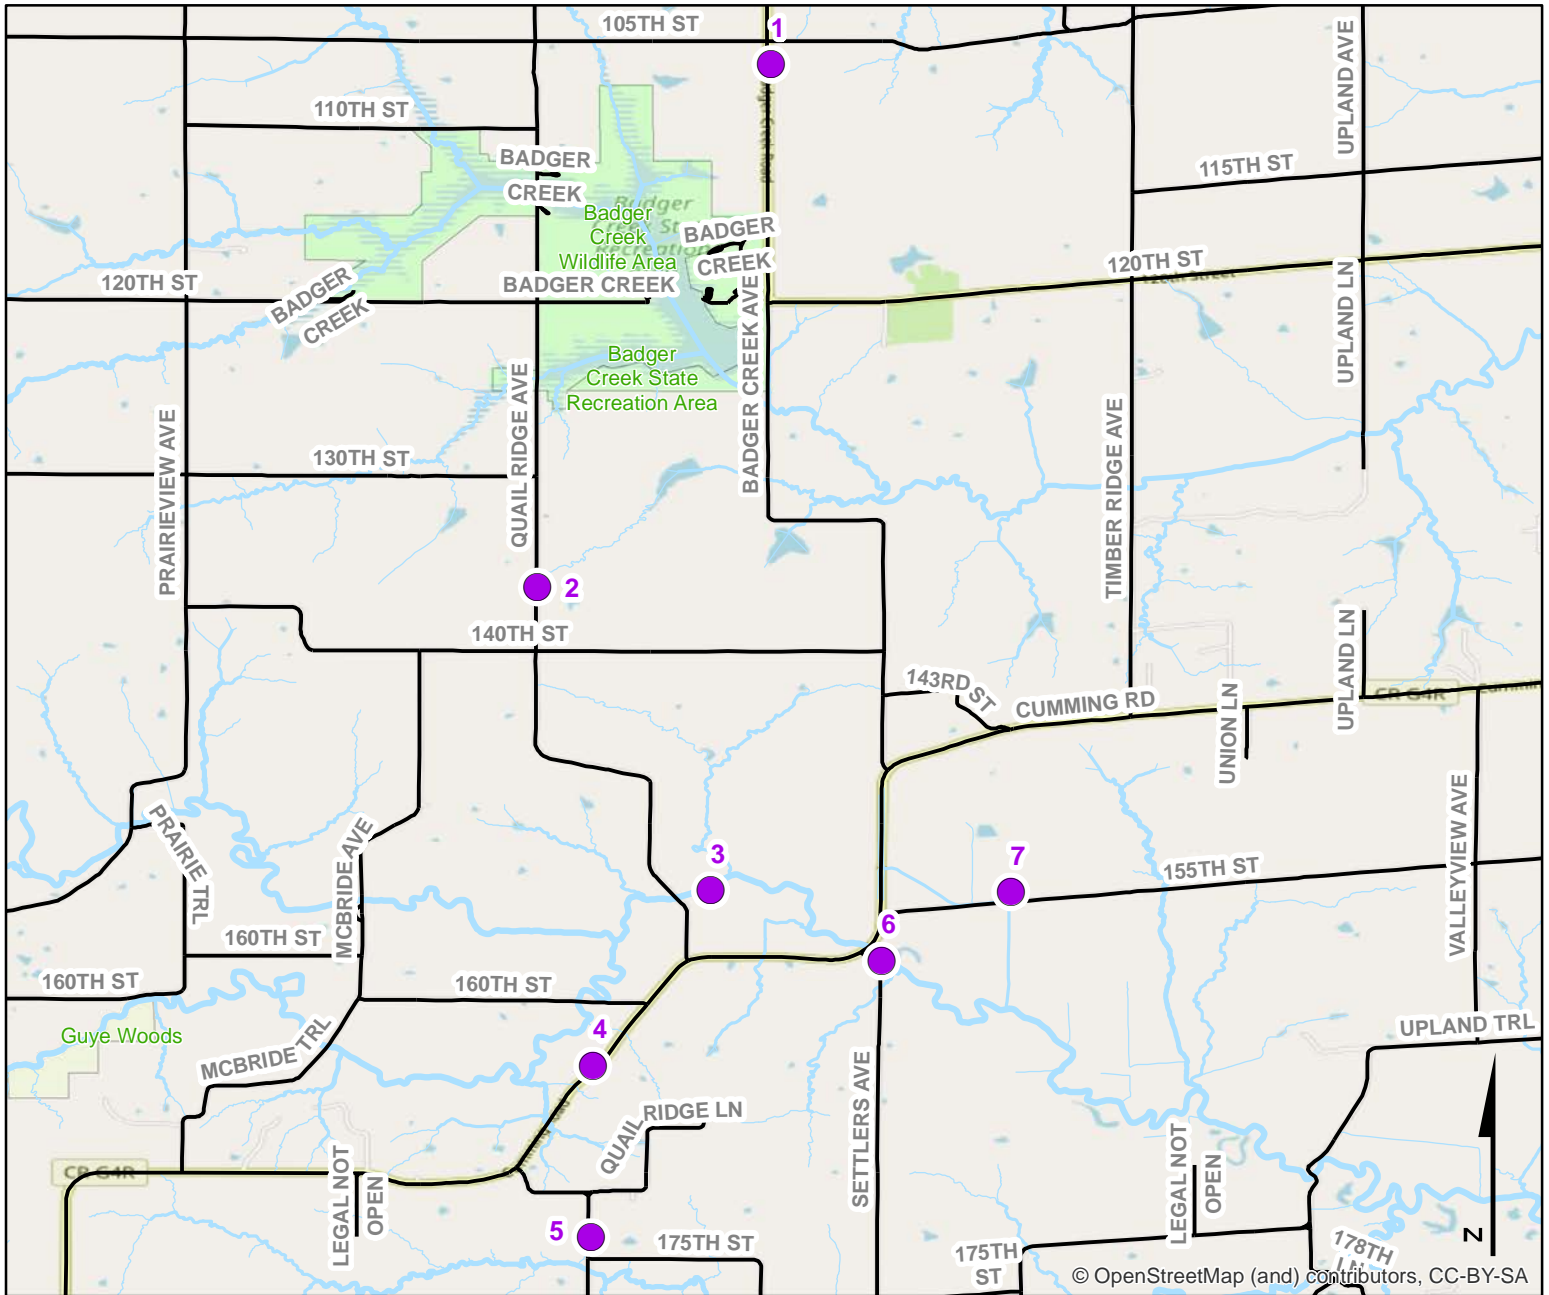 105TH ST
1
UPLAND AVE
110TH ST
BADGER
CREEK
115TH ST
Badger
Creek
Wildlife Area
BADGER
CREEK
120TH ST
120TH ST
BADGER
CREEK
BADGER CREEK
UPLAND LN
BADGER CREEK AVE
Badger
Creek State
Recreation Area
QUAIL RIDGE AVE
PRAIRIEVIEW AVE
TIMBER RIDGE AVE
130TH ST
2
140TH ST
143RD ST
CUMMING RD
UPLAND LN
CR G4R
UNION LN
PRAIRIE TRL
MCBRIDE AVE
VALLEYVIEW AVE
3
7
155TH ST
6
160TH ST
160TH ST
160TH ST
Guye Woods
4
MCBRIDE TRL
UPLAND TRL
SETTLERS AVE
QUAIL RIDGE LN
CR G4R
LEGAL NOT
OPEN
LEGAL NOT
OPEN
5
175TH ST
175TH
ST
178TH
LN
N
© OpenStreetMap (and) contributors, CC-BY-SA